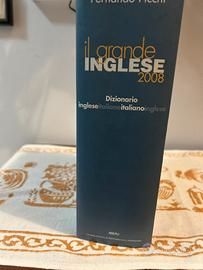 Fernando Picchi
il grande
INGLESE
2008
Dizionario
ingleseitalianoitalianoinglese